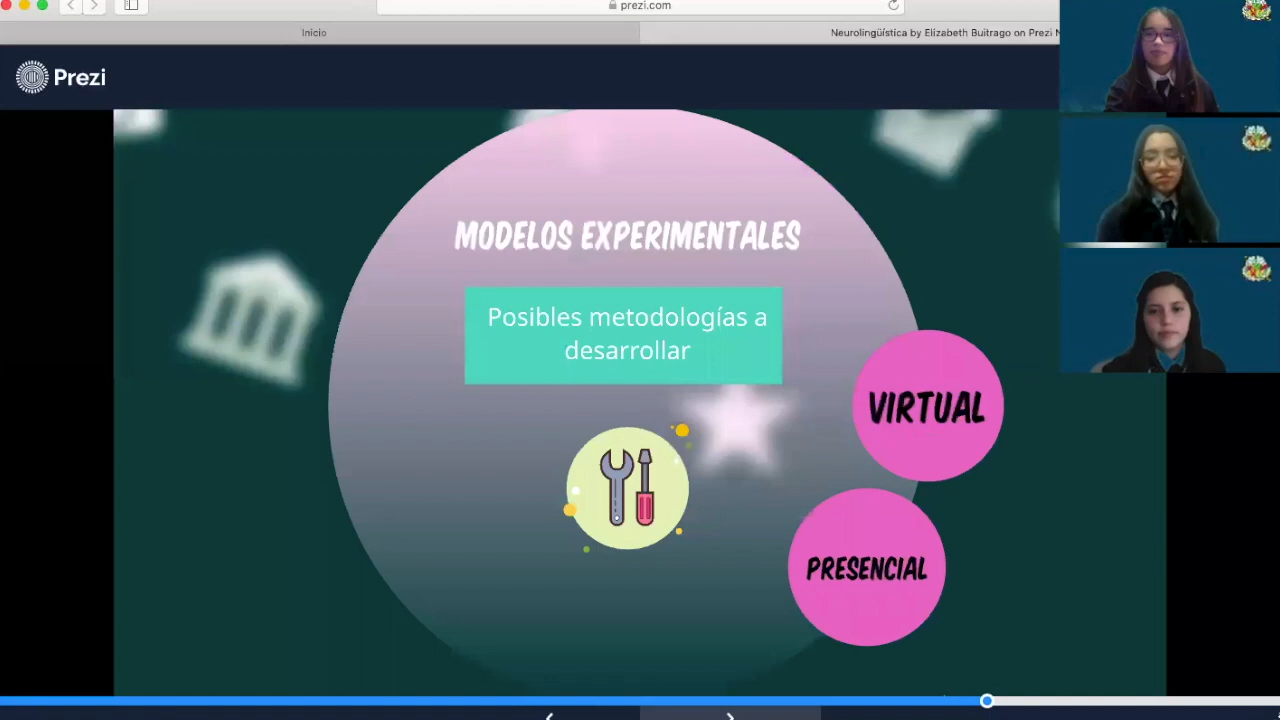 prezi.com
Inicio
Neurolingüística by Elizabeth Buitrago on Prezi N
Prezi
MODELOS EXPERIMENTALES
Posibles metodologías a
desarrollar
VIRTUAL
PRESENCIAL